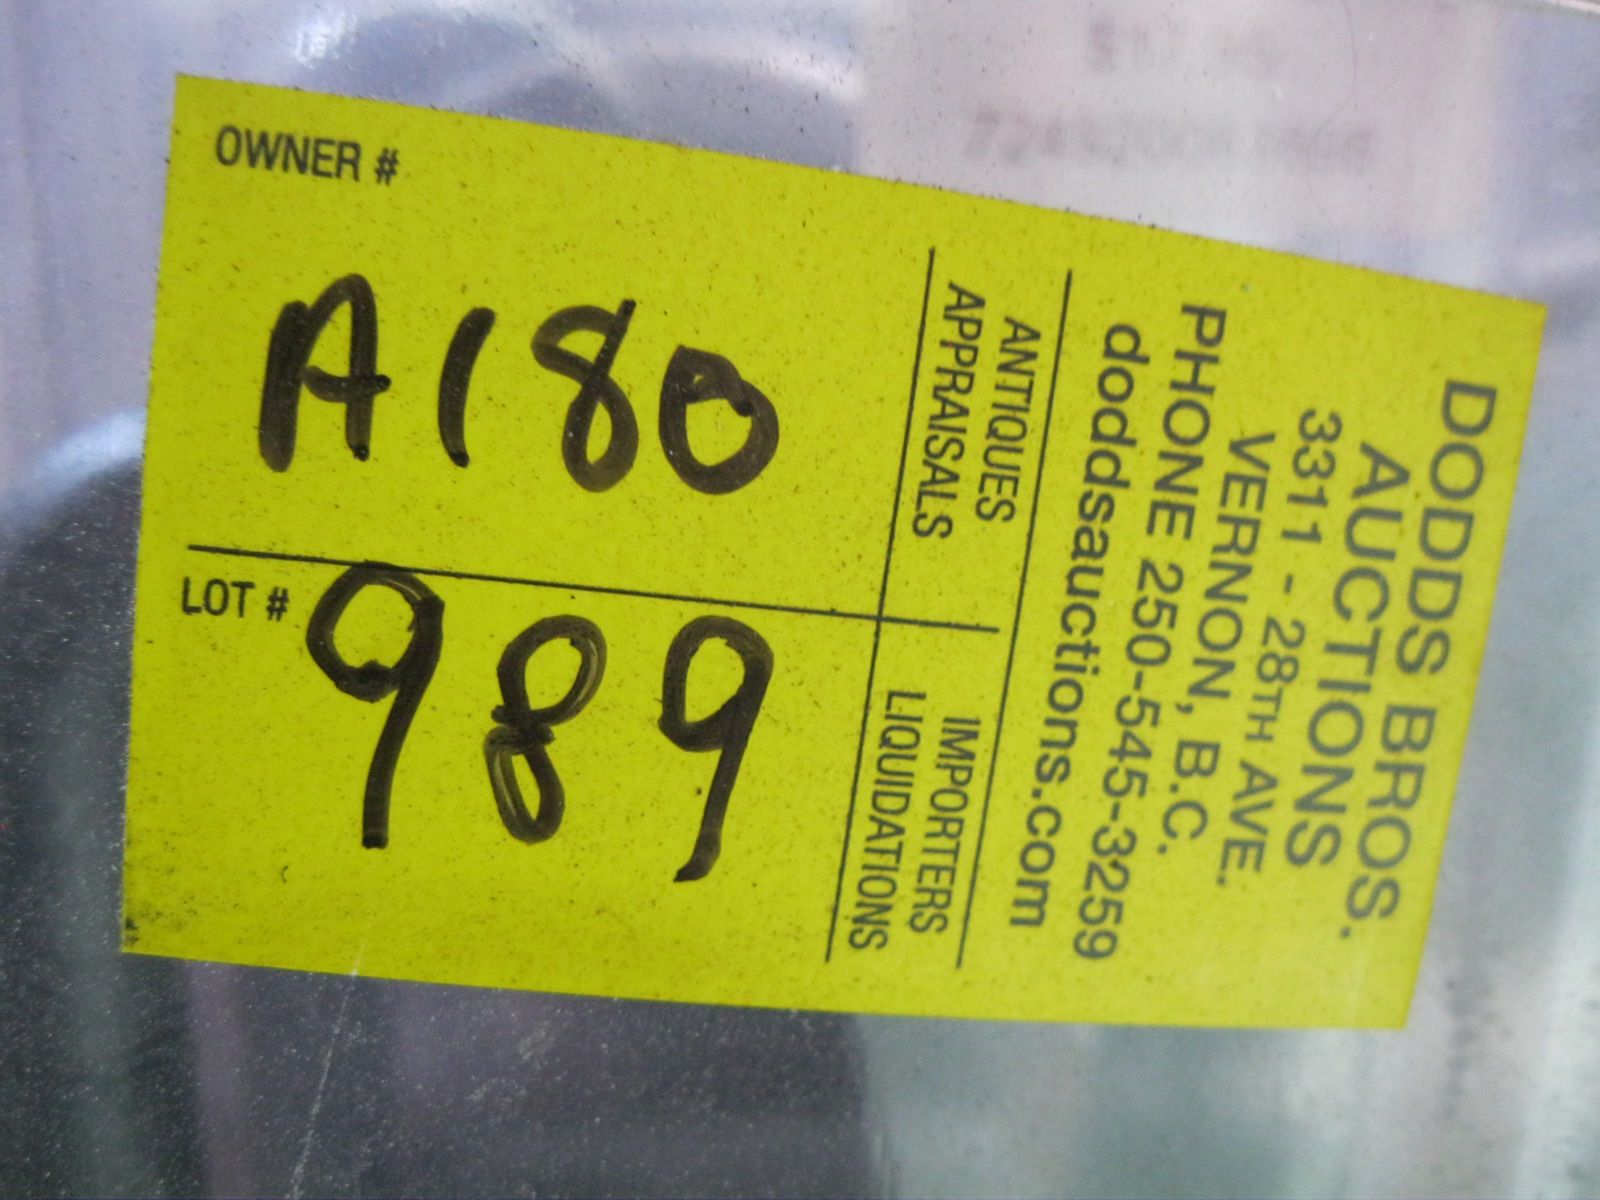 OWNER #
A180
LOT #
989
DODDS BROS.
AUCTIONS
3311 - 28TH AVE.
VERNON, B.C.
PHONE 250-545-3259
doddsauctions.com
ANTIQUES
APPRAISALS
IMPORTERS
LIQUIDATIONS